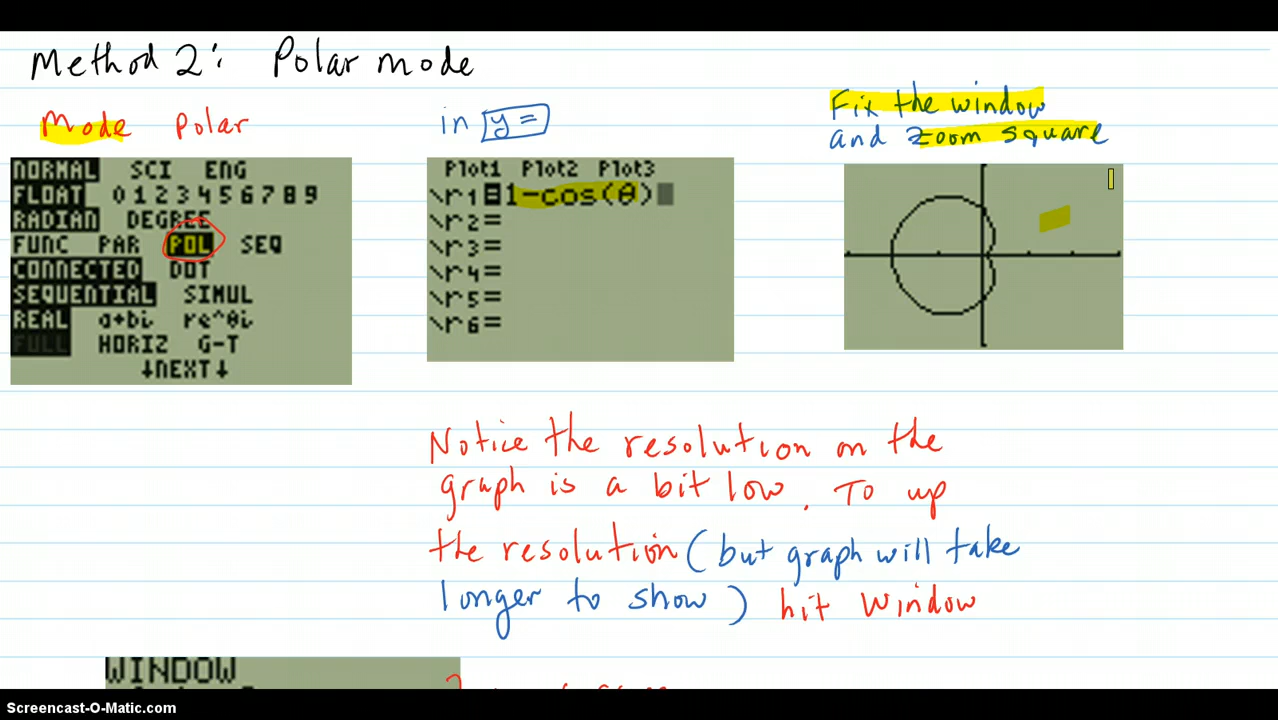 Method 2: Polar mode
Mode Polar
in y=
Fix the window
and zoom square
NORMAL SCI ENG
FLOAT 0 1 2 3 4 5 6 7 8 9
RADIAN DEGREE
FUNC PAR POL SEQ
CONNECTED DOT
SEQUENTIAL SIMUL
REAL a+bi re^θi
FULL HORIZ G-T
↓NEXT↓
Plot1 Plot2 Plot3
\r1=1-cos(θ)
\r2=
\r3=
\r4=
\r5=
\r6=
Notice the resolution on the
graph is a bit low. To up
the resolution (but graph will take
longer to show) hit window
WINDOW
Screencast-O-Matic.com